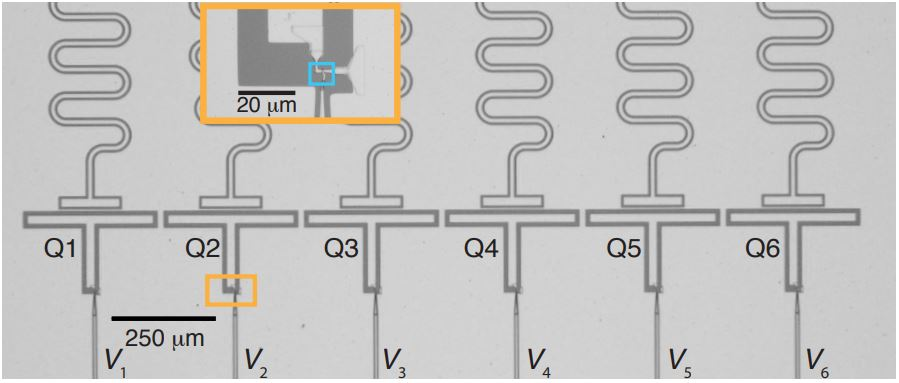 20 μm
Q1 Q2 Q3 Q4 Q5 Q6
250 μm
V1 V2 V3 V4 V5 V6